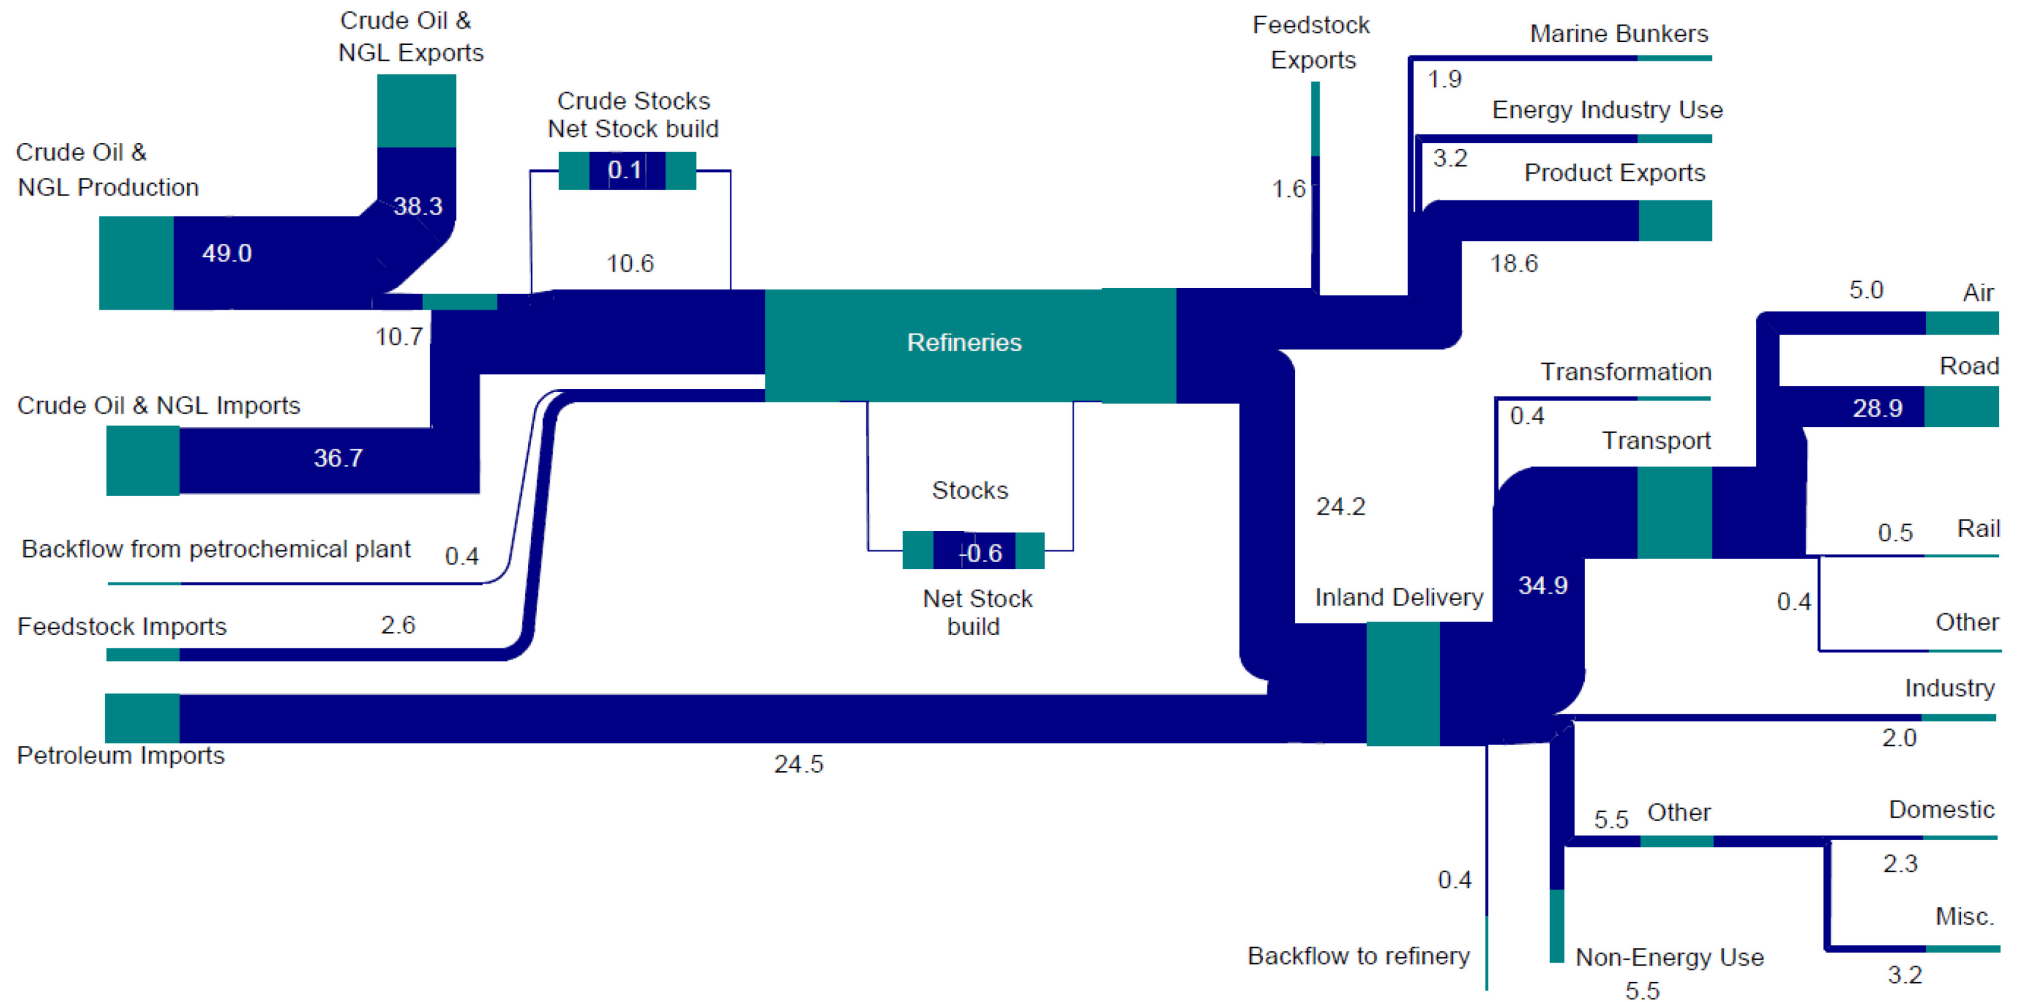 Crude Oil &
NGL Exports
38.3
Crude Oil &
NGL Production
49.0
10.7
Crude Stocks
Net Stock build
0.1
10.6
Crude Oil & NGL Imports
36.7
Backflow from petrochemical plant
0.4
Feedstock Imports
2.6
Petroleum Imports
24.5
Refineries
Stocks
-0.6
Net Stock
build
Feedstock
Exports
1.6
Marine Bunkers
1.9
Energy Industry Use
3.2
Product Exports
18.6
24.2
Inland Delivery
Transformation
0.4
Transport
34.9
5.0
Air
Road
28.9
0.5
Rail
0.4
Other
Industry
2.0
5.5
Other
Domestic
2.3
Misc.
3.2
0.4
Backflow to refinery
Non-Energy Use
5.5